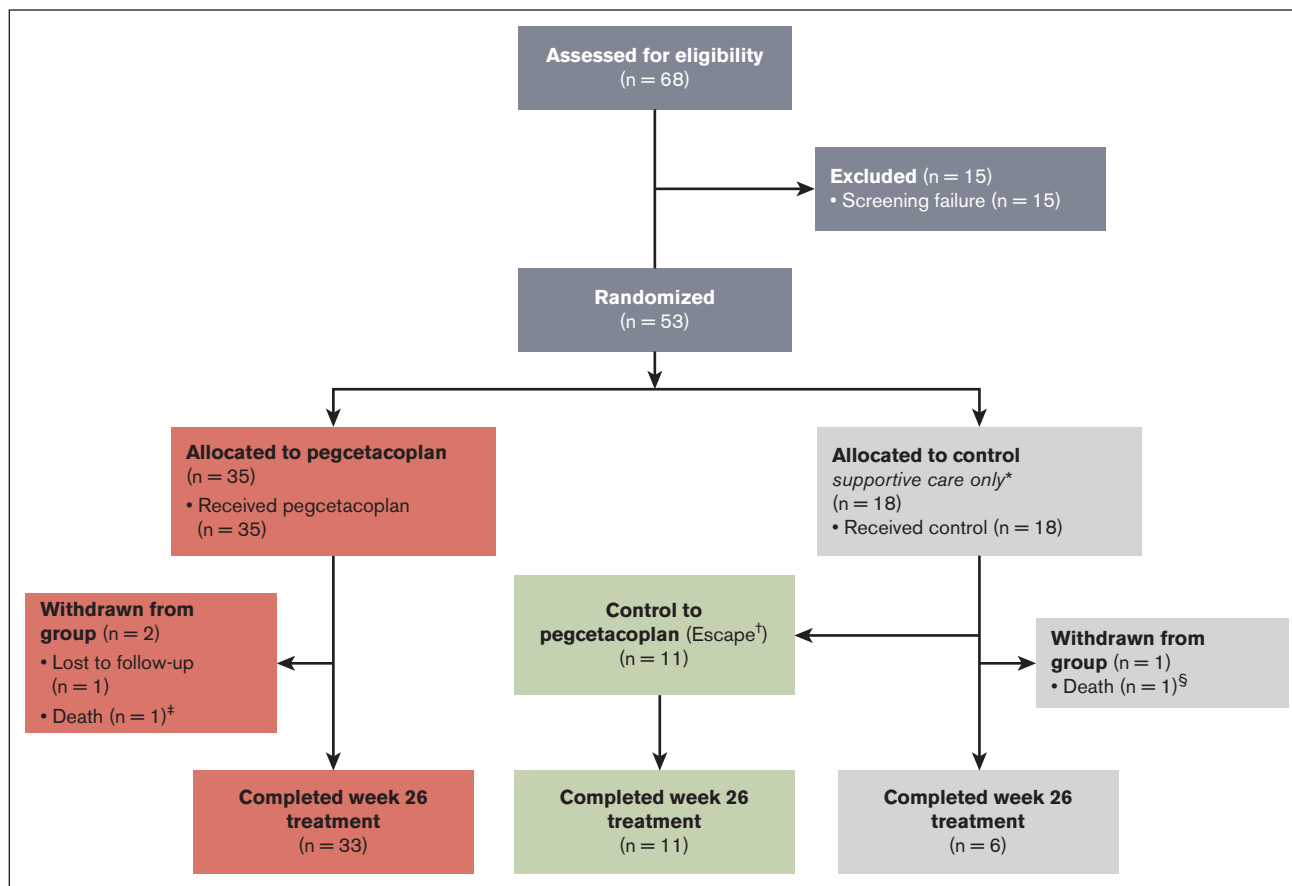 Assessed for eligibility
(n = 68)
Excluded (n = 15)
• Screening failure (n = 15)
Randomized
(n = 53)
Allocated to pegcetacoplan
(n = 35)
• Received pegcetacoplan
(n = 35)
Allocated to control
supportive care only*
(n = 18)
• Received control (n = 18)
Withdrawn from
group (n = 2)
• Lost to follow-up
(n = 1)
• Death (n = 1)‡
Control to
pegcetacoplan (Escape†)
(n = 11)
Withdrawn from
group (n = 1)
• Death (n = 1)§
Completed week 26
treatment
(n = 33)
Completed week 26
treatment
(n = 11)
Completed week 26
treatment
(n = 6)